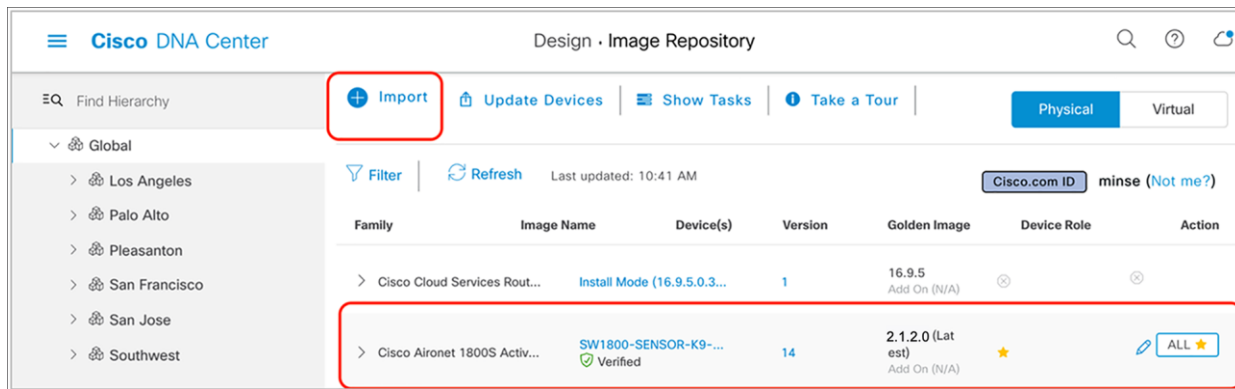 Cisco DNA Center
Design · Image Repository
Find Hierarchy
Global
Los Angeles
Palo Alto
Pleasanton
San Francisco
San Jose
Southwest
Import
Update Devices
Show Tasks
Take a Tour
Physical
Virtual
Filter
Refresh
Last updated: 10:41 AM
Cisco.com ID
minse (Not me?)
Family
Image Name
Device(s)
Version
Golden Image
Device Role
Action
Cisco Cloud Services Rout...
Install Mode (16.9.5.0.3...
1
16.9.5
Add On (N/A)
Cisco Aironet 1800S Activ...
SW1800-SENSOR-K9-...
Verified
14
2.1.2.0 (Lat
est)
Add On (N/A)
ALL